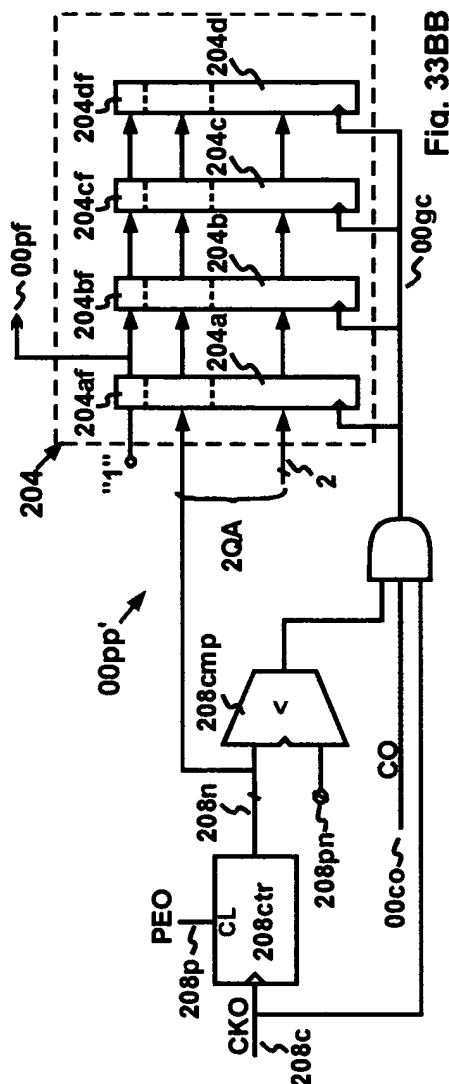 00pf
204
204af
204bf
204cf
204df
"1"
204a
204b
204c
204d
2QA
2
00pp'
208cmp
<
208n
208pn
PEO
208p
CL
208ctr
CKO
208c
CO
00co
00gc
Fig. 33BB